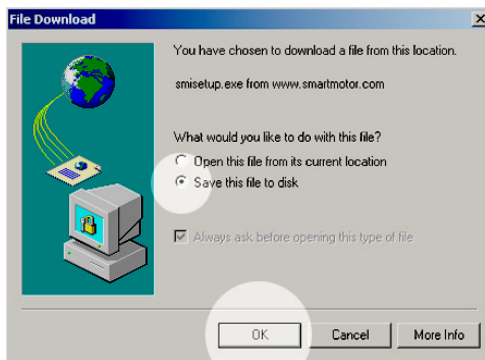 File Download
You have chosen to download a file from this location.
smisetup.exe from www.smartmotor.com
What would you like to do with this file?
Open this file from its current location
Save this file to disk
Always ask before opening this type of file
OK
Cancel
More Info